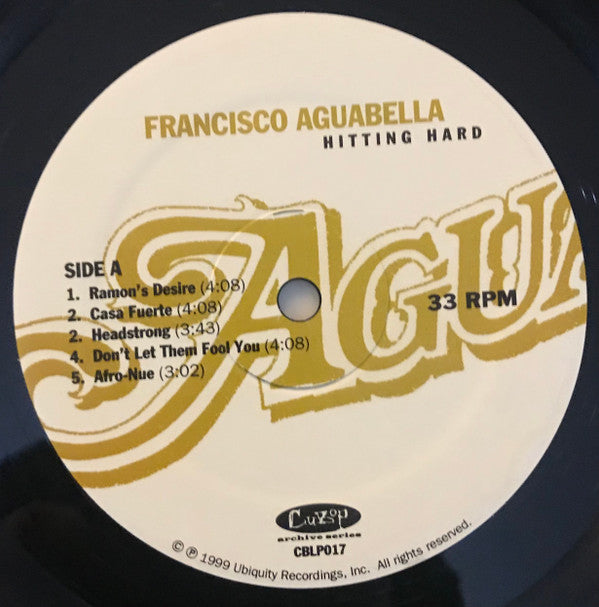 FRANCISCO AGUABELLA
HITTING HARD
AGUA
SIDE A
1. Ramon's Desire (4:08)
2. Casa Fuerte (4:08)
2. Headstrong (3:43)
4. Don't Let Them Fool You (4:08)
5. Afro-Nue (3:02)
33 RPM
CuBop
archive series
CBLP017
© ℗ 1999 Ubiquity Recordings, Inc. All rights reserved.